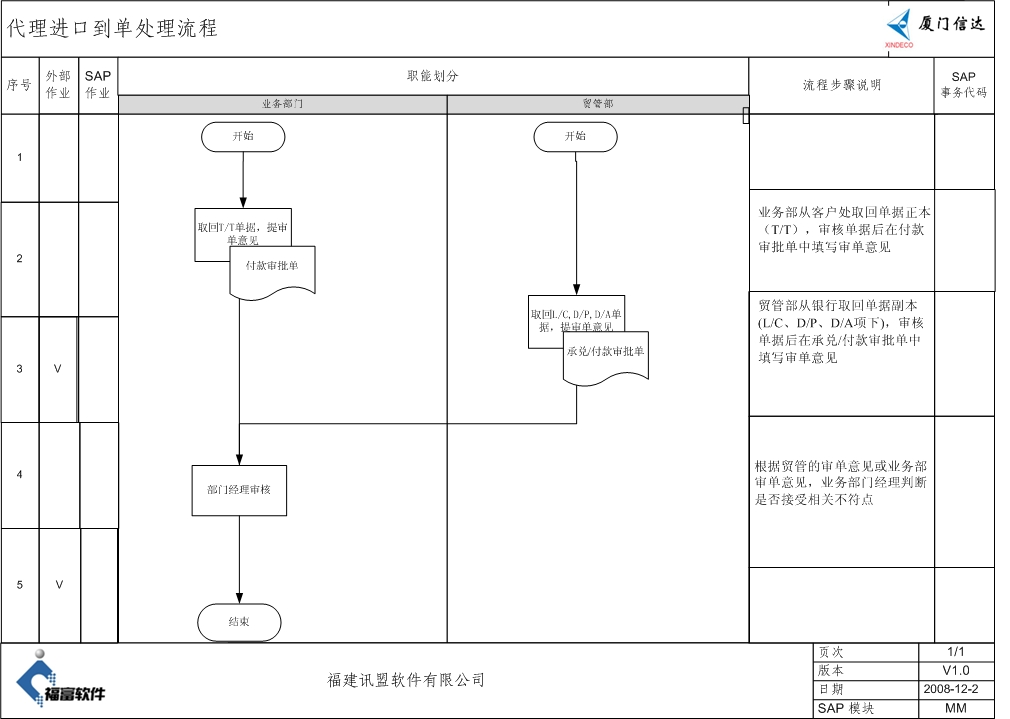 代理进口到单处理流程
厦门信达
XINDECO
序号
外部
作业
SAP
作业
职能划分
流程步骤说明
SAP
事务代码
业务部门
贸管部
1
开始
开始
2
取回T/T单据，提审
单意见
付款审批单
业务部从客户处取回单据正本
（T/T），审核单据后在付款
审批单中填写审单意见
3
V
取回L/C,D/P,D/A单
据，提审单意见
承兑/付款审批单
贸管部从银行取回单据副本
(L/C、D/P、D/A项下)，审核
单据后在承兑/付款审批单中
填写审单意见
4
部门经理审核
根据贸管的审单意见或业务部
审单意见，业务部门经理判断
是否接受相关不符点
5
V
结束
福富软件
福建讯盟软件有限公司
页次 1/1
版本 V1.0
日期 2008-12-2
SAP 模块 MM